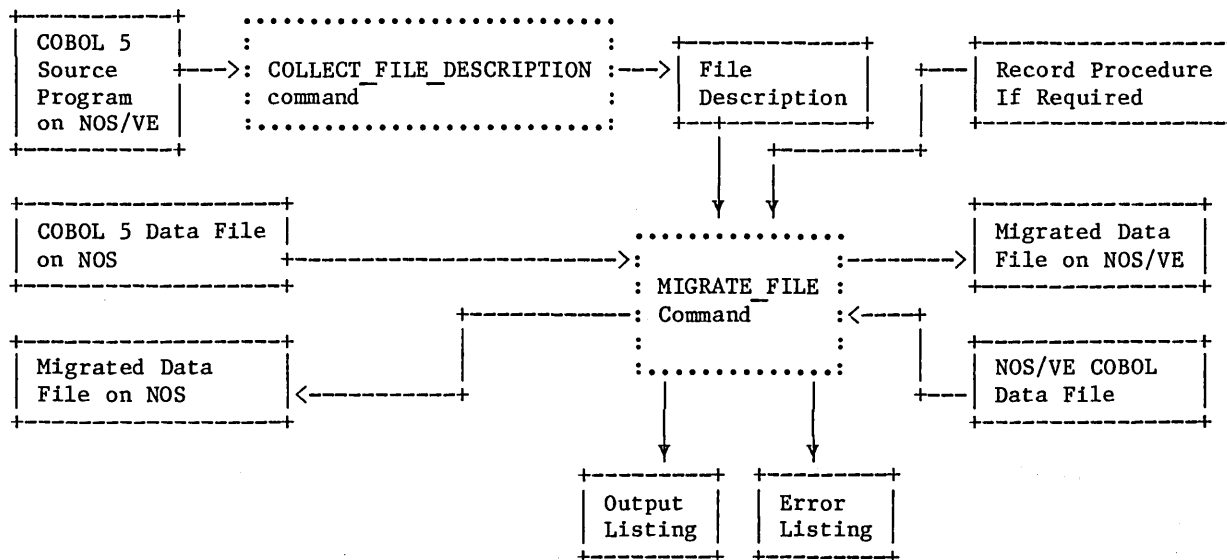 COBOL 5
Source
Program
on NOS/VE
COLLECT_FILE_DESCRIPTION
command
File
Description
Record Procedure
If Required
COBOL 5 Data File
on NOS
MIGRATE_FILE
Command
Migrated Data
File on NOS/VE
Migrated Data
File on NOS
NOS/VE COBOL
Data File
Output
Listing
Error
Listing